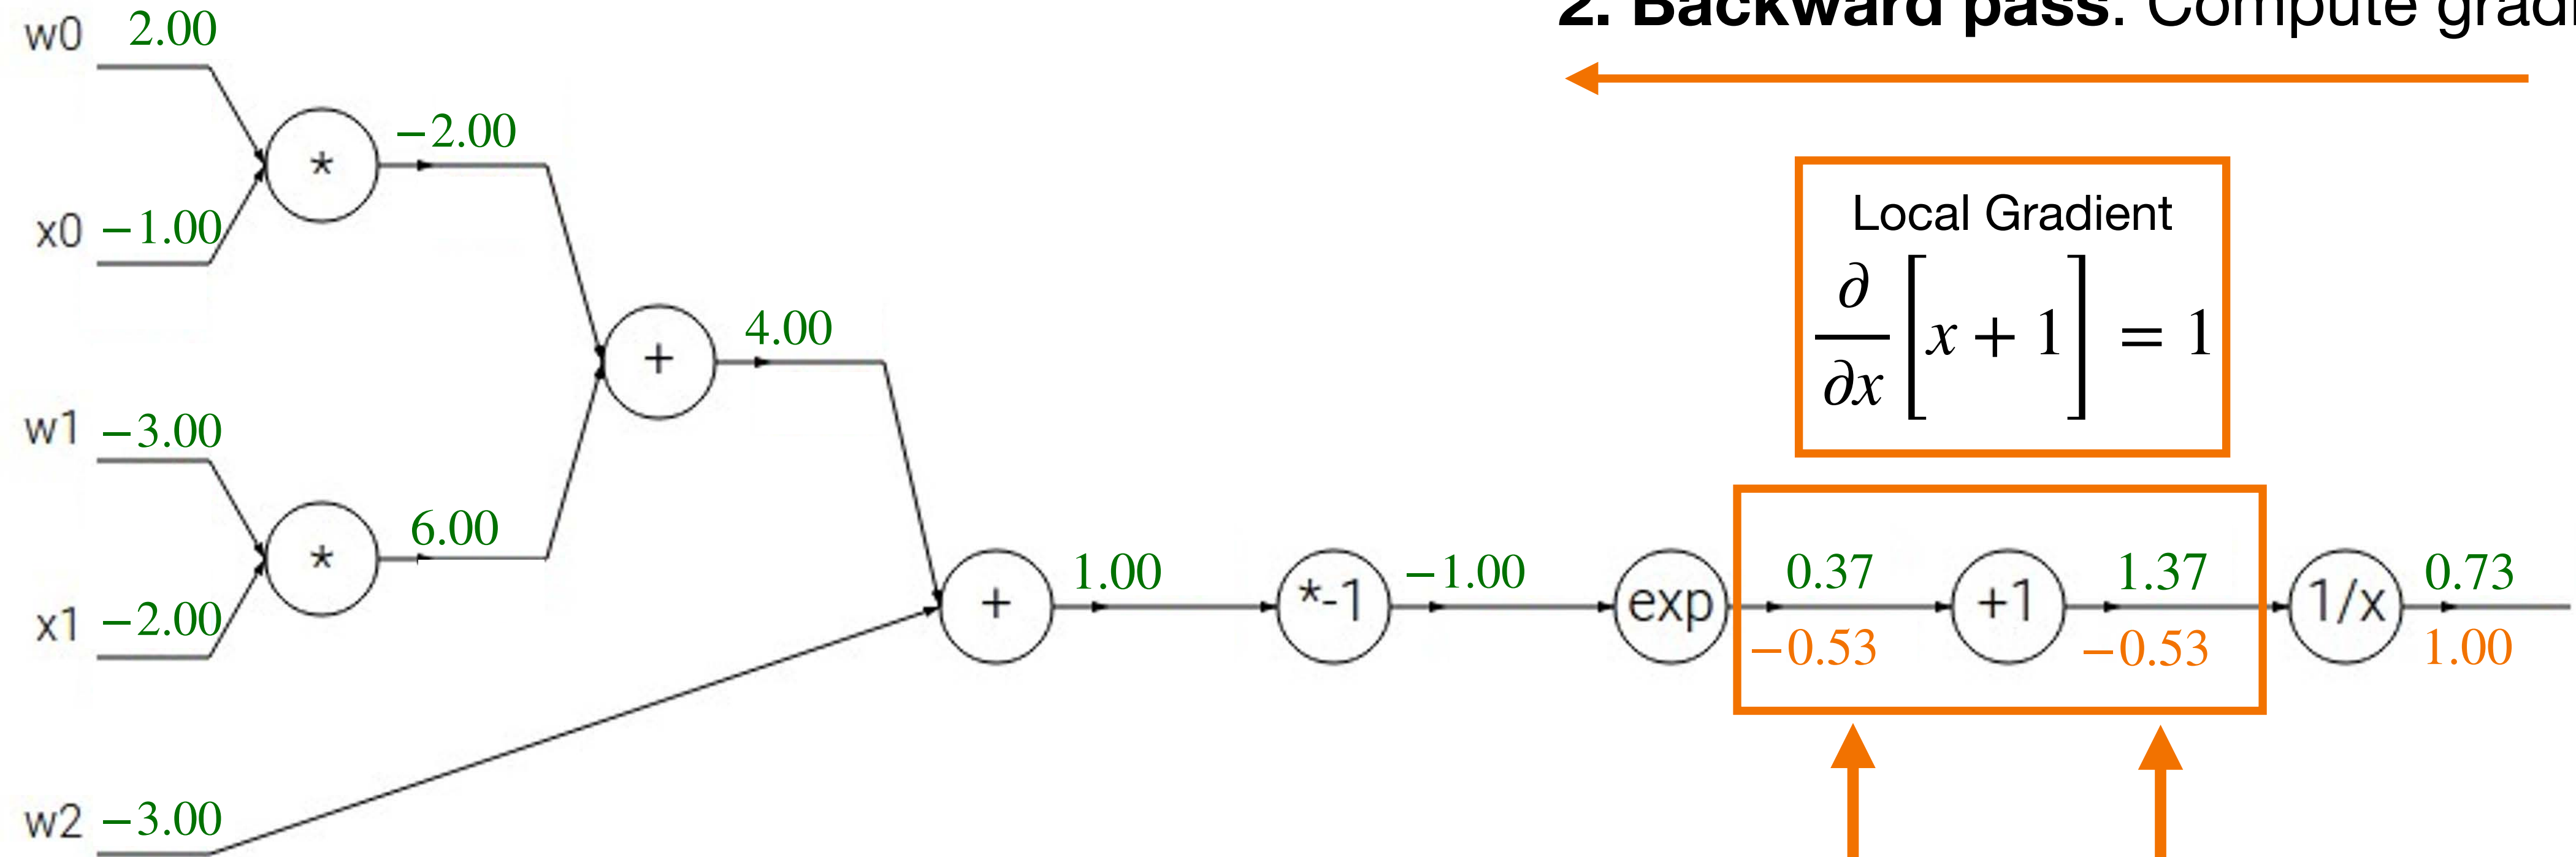 2. Backward pass. Compute grad
w0 2.00
−2.00
*
x0 −1.00
Local Gradient
∂/∂x [x + 1] = 1
4.00
+
w1 −3.00
6.00
*
x1 −2.00
+ 1.00 *-1 −1.00 exp 0.37 +1 1.37 1/x 0.73
−0.53 −0.53 1.00
w2 −3.00